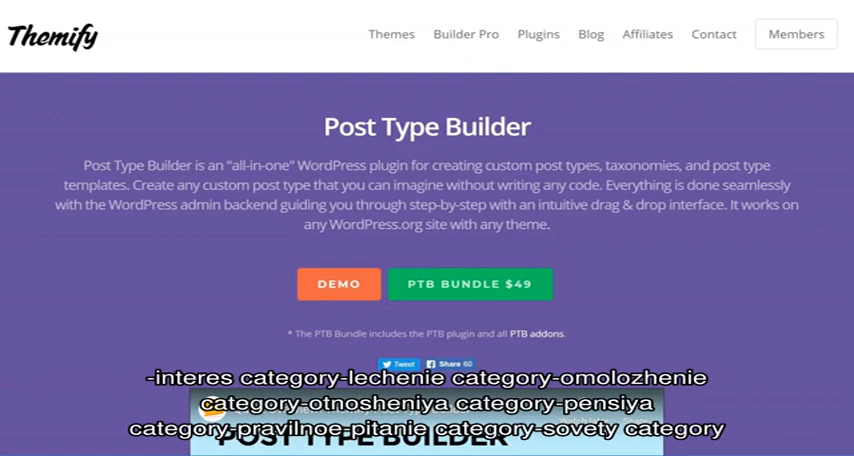 Themify
Themes Builder Pro Plugins Blog Affiliates Contact Members
Post Type Builder
Post Type Builder is an "all-in-one" WordPress plugin for creating custom post types, taxonomies, and post type
templates. Create any custom post type that you can imagine without writing any code. Everything is done seamlessly
with the WordPress admin backend guiding you through step-by-step with an intuitive drag & drop interface. It works on
any WordPress.org site with any theme.
DEMO PTB BUNDLE $49
* The PTB Bundle includes the PTB plugin and all PTB addons.
Tweet Share 60
-interes category-lechenie category-omolozhenie
category-otnosheniya category-pensiya
category-pravilnoe-pitanie category-sovety category
POST TYPE BUILDER